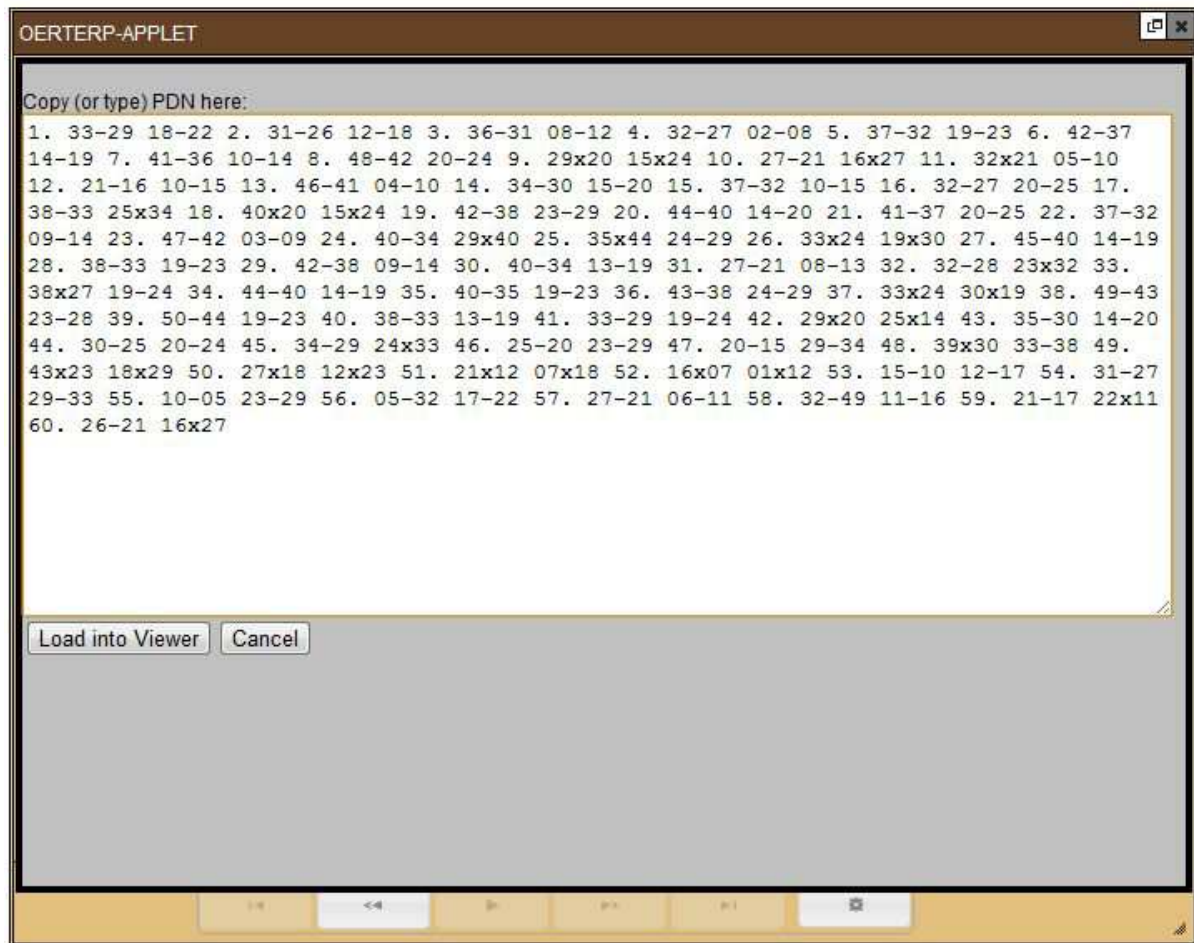 OERTERP-APPLET
Copy (or type) PDN here:
1. 33-29 18-22 2. 31-26 12-18 3. 36-31 08-12 4. 32-27 02-08 5. 37-32 19-23 6. 42-37
14-19 7. 41-36 10-14 8. 48-42 20-24 9. 29x20 15x24 10. 27-21 16x27 11. 32x21 05-10
12. 21-16 10-15 13. 46-41 04-10 14. 34-30 15-20 15. 37-32 10-15 16. 32-27 20-25 17.
38-33 25x34 18. 40x20 15x24 19. 42-38 23-29 20. 44-40 14-20 21. 41-37 20-25 22. 37-32
09-14 23. 47-42 03-09 24. 40-34 29x40 25. 35x44 24-29 26. 33x24 19x30 27. 45-40 14-19
28. 38-33 19-23 29. 42-38 09-14 30. 40-34 13-19 31. 27-21 08-13 32. 32-28 23x32 33.
38x27 19-24 34. 44-40 14-19 35. 40-35 19-23 36. 43-38 24-29 37. 33x24 30x19 38. 49-43
23-28 39. 50-44 19-23 40. 38-33 13-19 41. 33-29 19-24 42. 29x20 25x14 43. 35-30 14-20
44. 30-25 20-24 45. 34-29 24x33 46. 25-20 23-29 47. 20-15 29-34 48. 39x30 33-38 49.
43x23 18x29 50. 27x18 12x23 51. 21x12 07x18 52. 16x07 01x12 53. 15-10 12-17 54. 31-27
29-33 55. 10-05 23-29 56. 05-32 17-22 57. 27-21 06-11 58. 32-49 11-16 59. 21-17 22x11
60. 26-21 16x27
Load into Viewer Cancel